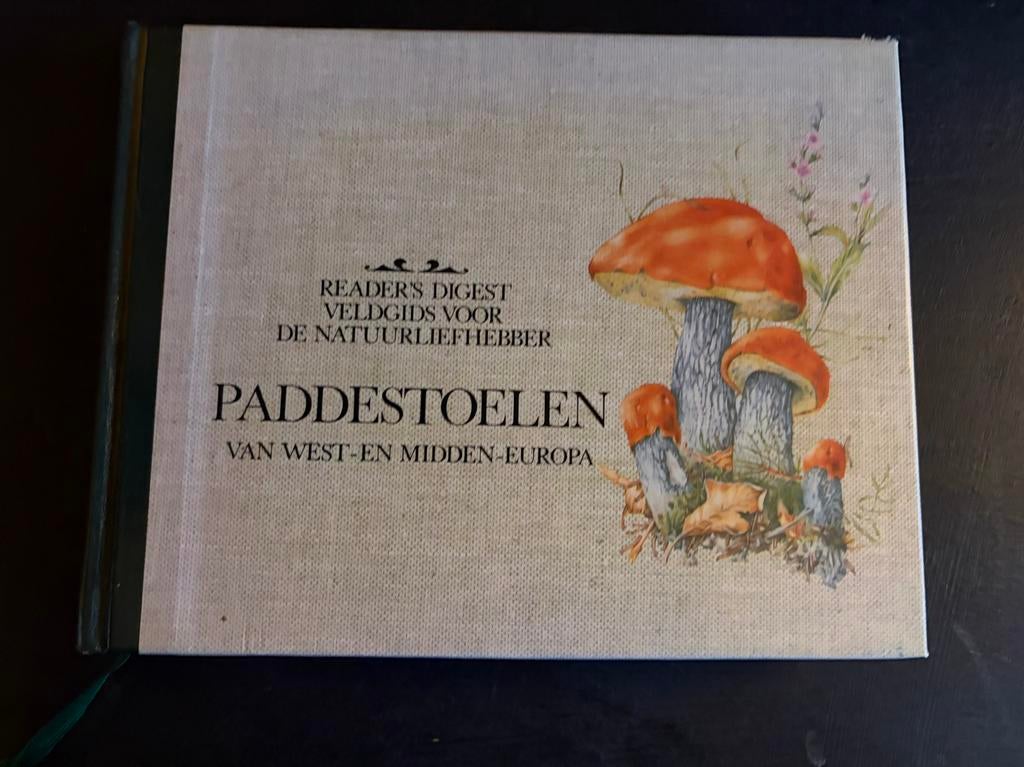 READER'S DIGEST
VELDGIDS VOOR
DE NATUURLIEFHEBBER
PADDESTOELEN
VAN WEST-EN MIDDEN-EUROPA